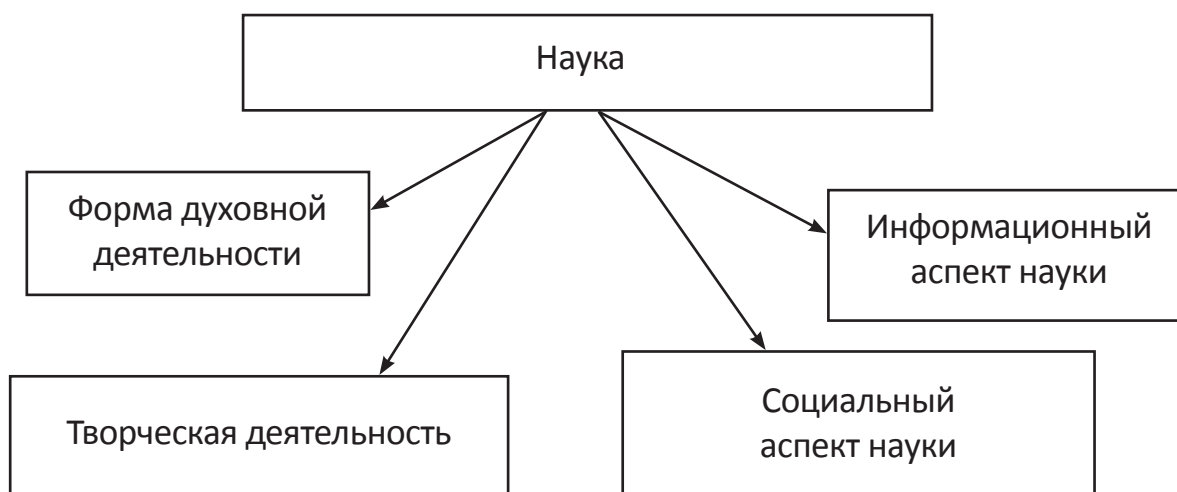 Наука
Форма духовной
деятельности
Информационный
аспект науки
Творческая деятельность
Социальный
аспект науки